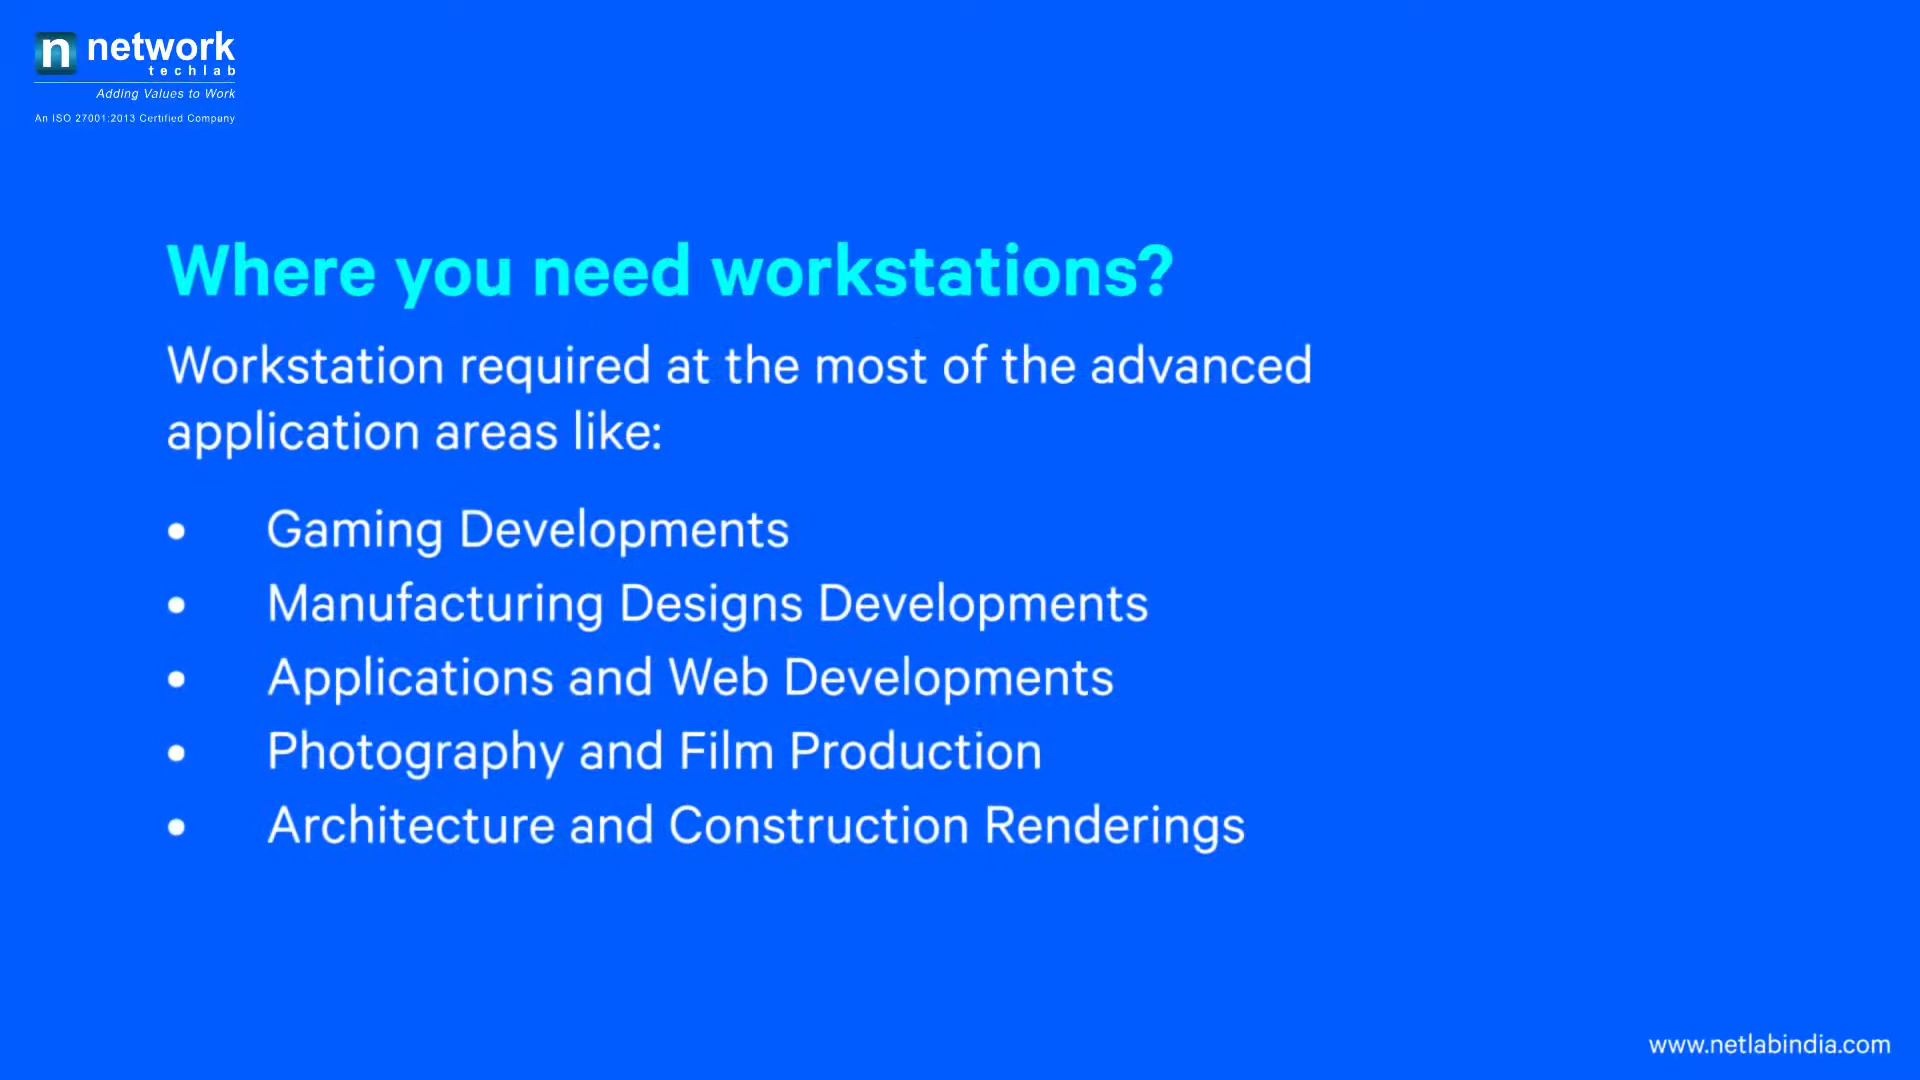 n network
techlab
Adding Values to Work
An ISO 27001:2013 Certified Company
Where you need workstations?
Workstation required at the most of the advanced
application areas like:
• Gaming Developments
• Manufacturing Designs Developments
• Applications and Web Developments
• Photography and Film Production
• Architecture and Construction Renderings
www.netlabindia.com